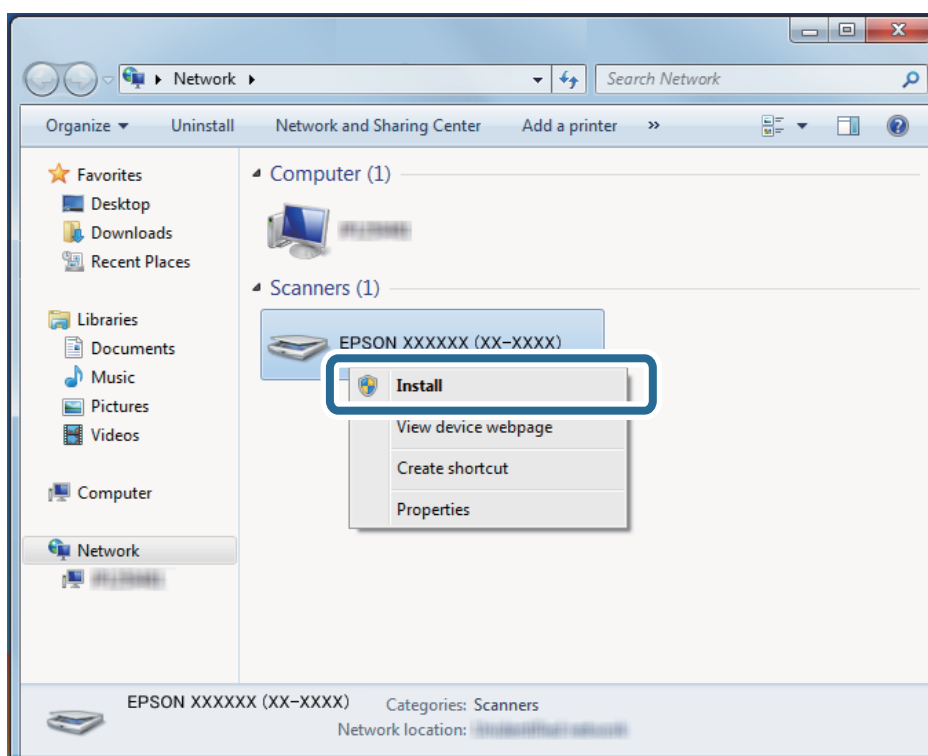 Network
Search Network
Organize Uninstall Network and Sharing Center Add a printer »
Favorites
Desktop
Downloads
Recent Places
Libraries
Documents
Music
Pictures
Videos
Computer
Network
Computer (1)
Scanners (1)
EPSON XXXXXX (XX-XXXX)
Install
View device webpage
Create shortcut
Properties
EPSON XXXXXX (XX-XXXX) Categories: Scanners
Network location: